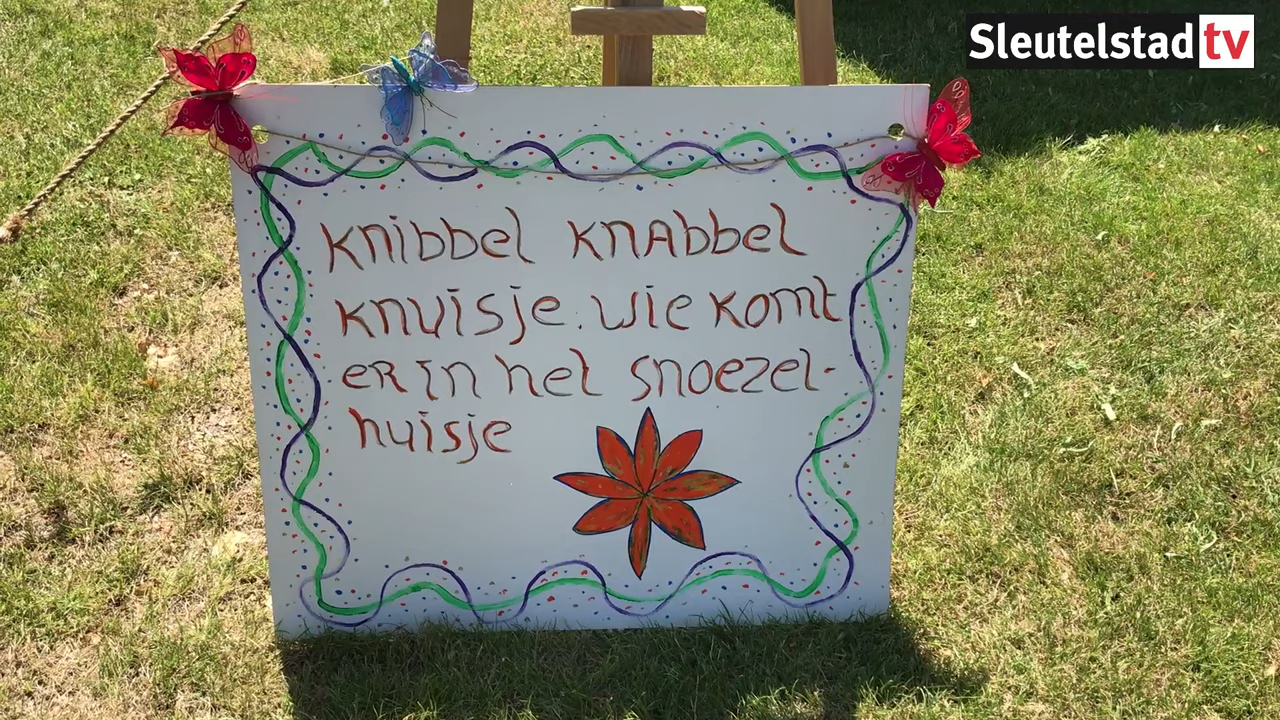 Sleutelstad tv
KNibbel KNAbbel
KNuisje. wie komt
eR in het snoezel-
huisje